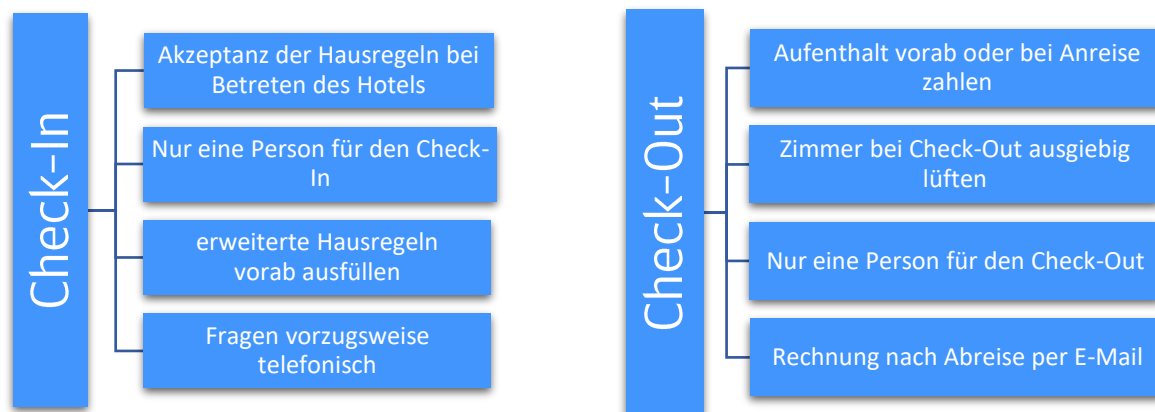 Check-In
Akzeptanz der Hausregeln bei
Betreten des Hotels
Nur eine Person für den Check-
In
erweiterte Hausregeln
vorab ausfüllen
Fragen vorzugsweise
telefonisch
Check-Out
Aufenthalt vorab oder bei Anreise
zahlen
Zimmer bei Check-Out ausgiebig
lüften
Nur eine Person für den Check-Out
Rechnung nach Abreise per E-Mail